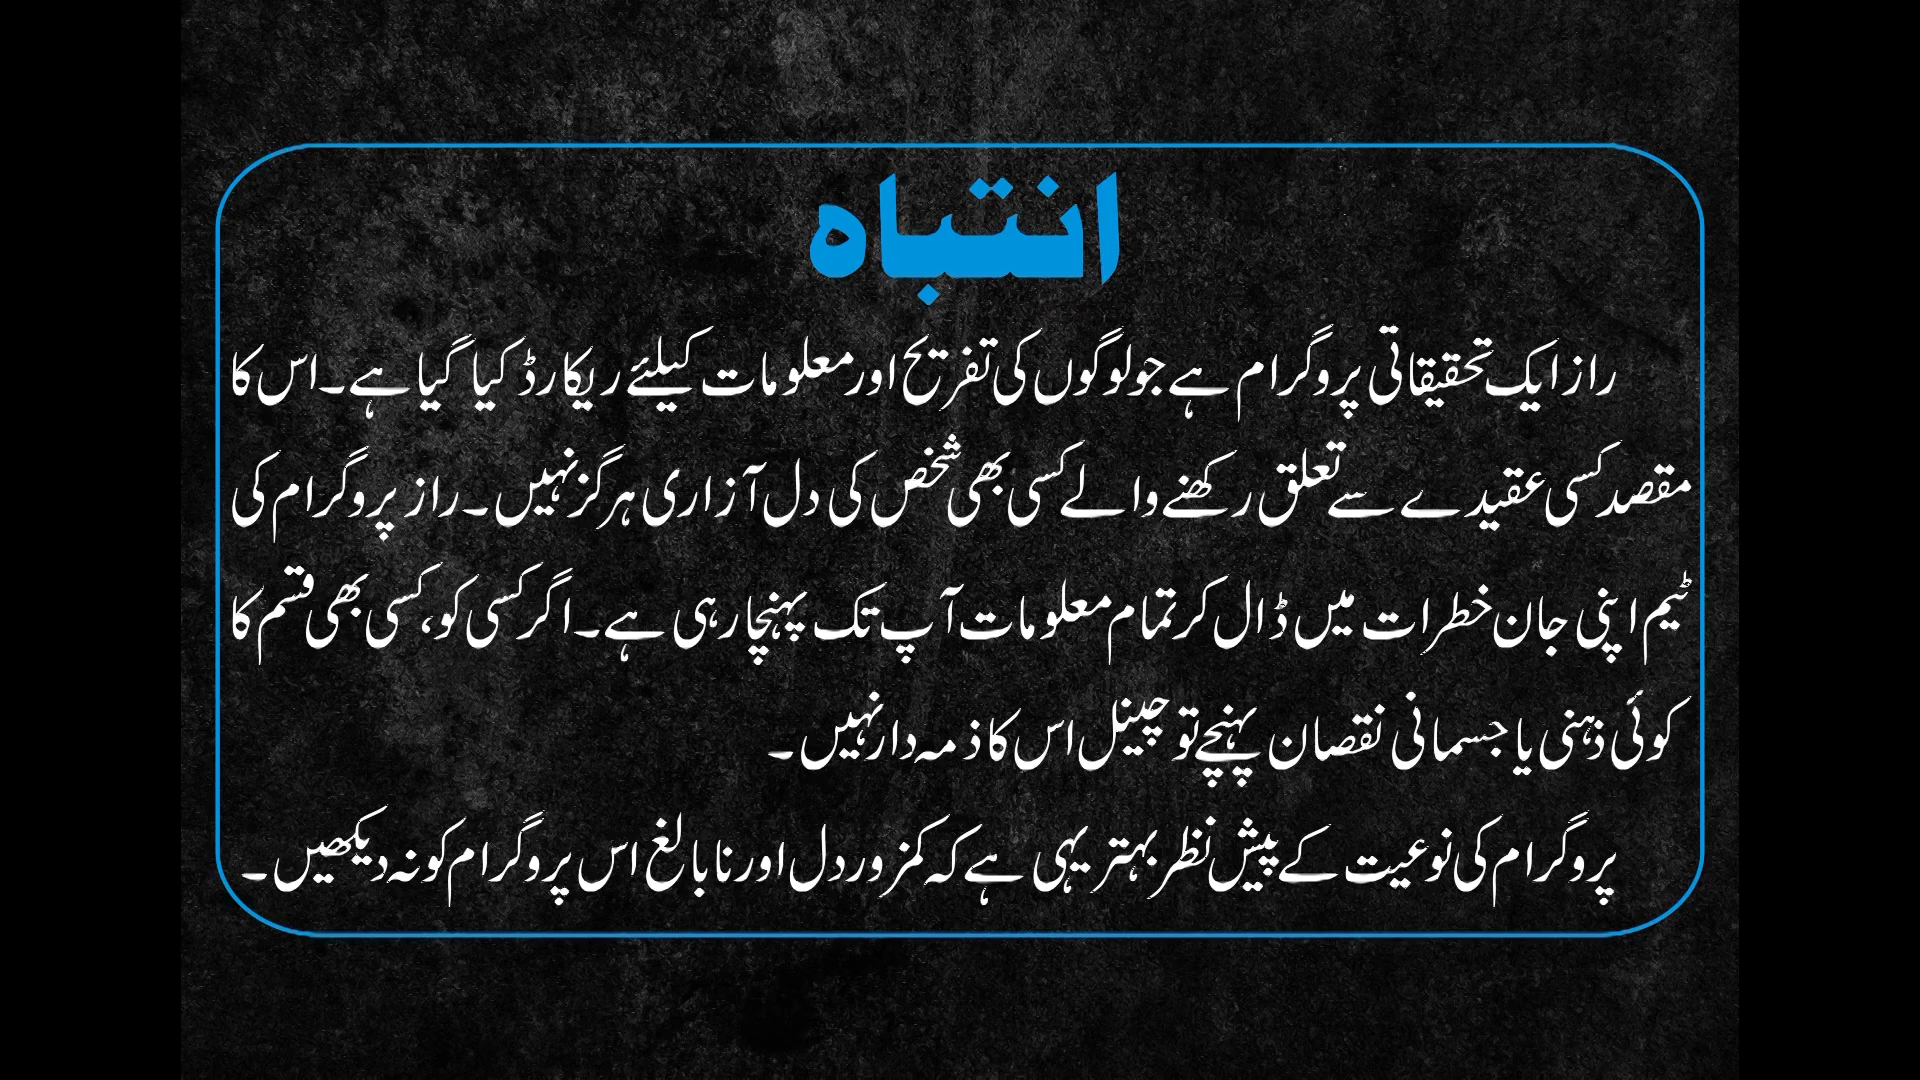 انتباہ
راز ایک تحقیقاتی پروگرام ہے جو لوگوں کی تفریح اور معلومات کیلئے ریکارڈ کیا گیا ہے۔ اس کا
مقصد کسی عقیدے سے تعلق رکھنے والے کسی بھی شخص کی دل آزاری ہرگز نہیں۔ راز پروگرام کی
ٹیم اپنی جان خطرات میں ڈال کر تمام معلومات آپ تک پہنچا رہی ہے۔ اگر کسی کو، کسی بھی قسم کا
کوئی ذہنی یا جسمانی نقصان پہنچے تو چینل اس کا ذمہ دار نہیں۔
پروگرام کی نوعیت کے پیش نظر بہتر یہی ہے کہ کمزور دل اور نابالغ اس پروگرام کو نہ دیکھیں۔